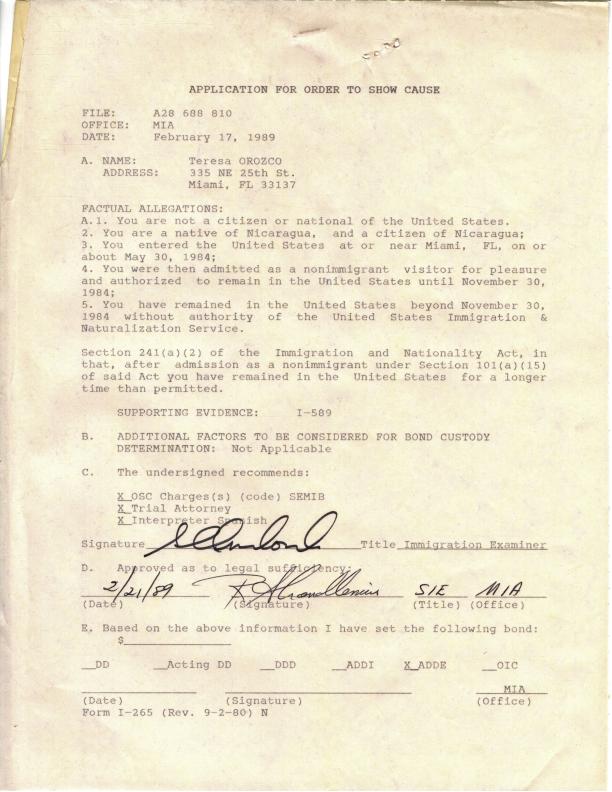 APPLICATION FOR ORDER TO SHOW CAUSE
FILE: A28 688 810
OFFICE: MIA
DATE: February 17, 1989
A. NAME: Teresa OROZCO
ADDRESS: 335 NE 25th St.
Miami, FL 33137
FACTUAL ALLEGATIONS:
A.1. You are not a citizen or national of the United States.
2. You are a native of Nicaragua, and a citizen of Nicaragua;
3. You entered the United States at or near Miami, FL, on or
about May 30, 1984;
4. You were then admitted as a nonimmigrant visitor for pleasure
and authorized to remain in the United States until November 30,
1984;
5. You have remained in the United States beyond November 30,
1984 without authority of the United States Immigration &
Naturalization Service.
Section 241(a)(2) of the Immigration and Nationality Act, in
that, after admission as a nonimmigrant under Section 101(a)(15)
of said Act you have remained in the United States for a longer
time than permitted.
SUPPORTING EVIDENCE: I-589
B. ADDITIONAL FACTORS TO BE CONSIDERED FOR BOND CUSTODY
DETERMINATION: Not Applicable
C. The undersigned recommends:
X OSC Charges(s) (code) SEMIB
X Trial Attorney
X Interpreter Spanish
Signature Title Immigration Examiner
D. Approved as to legal sufficiency:
2/21/89 SIE MIA
(Date) (Signature) (Title) (Office)
E. Based on the above information I have set the following bond:
$
__DD __Acting DD __DDD __ADDI X_ADDE __OIC
MIA
(Date) (Signature) (Office)
Form I-265 (Rev. 9-2-80) N